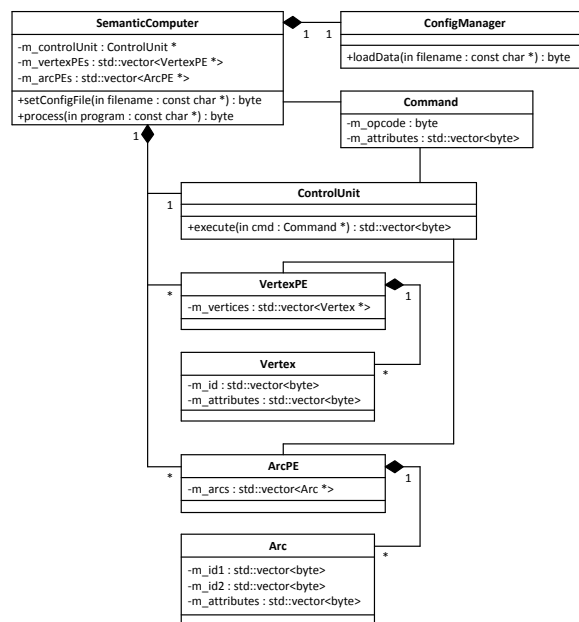 SemanticComputer
-m_controlUnit : ControlUnit *
-m_vertexPEs : std::vector<VertexPE *>
-m_arcPEs : std::vector<ArcPE *>
+setConfigFile(in filename : const char *) : byte
+process(in program : const char *) : byte
1
1
ConfigManager
+loadData(in filename : const char *) : byte
Command
-m_opcode : byte
-m_attributes : std::vector<byte>
1
1
ControlUnit
+execute(in cmd : Command *) : std::vector<byte>
*
VertexPE
-m_vertices : std::vector<Vertex *>
1
Vertex
-m_id : std::vector<byte>
-m_attributes : std::vector<byte>
*
*
ArcPE
-m_arcs : std::vector<Arc *>
1
Arc
-m_id1 : std::vector<byte>
-m_id2 : std::vector<byte>
-m_attributes : std::vector<byte>
*